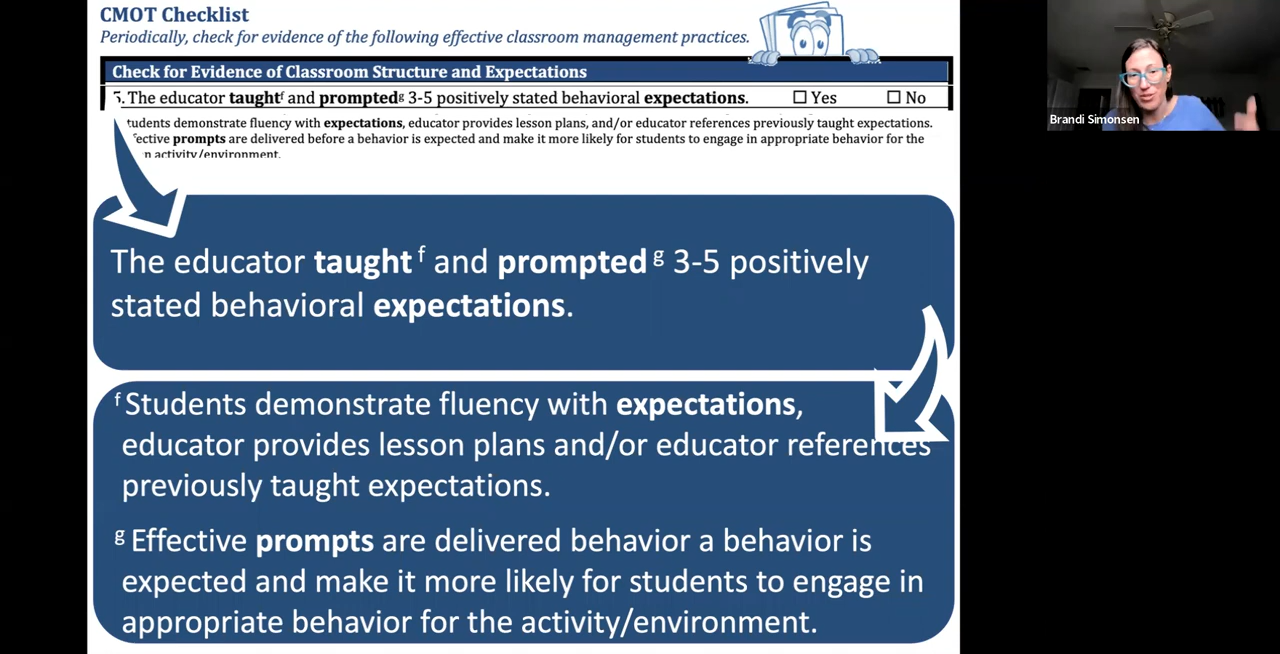 CMOT Checklist
Periodically, check for evidence of the following effective classroom management practices.
Check for Evidence of Classroom Structure and Expectations
5. The educator taughtᶠ and promptedᵍ 3-5 positively stated behavioral expectations. ☐ Yes ☐ No
tudents demonstrate fluency with expectations, educator provides lesson plans, and/or educator references previously taught expectations.
fective prompts are delivered before a behavior is expected and make it more likely for students to engage in appropriate behavior for the
n activity/environment.
The educator taught ᶠ and prompted ᵍ 3-5 positively
stated behavioral expectations.
ᶠ Students demonstrate fluency with expectations,
educator provides lesson plans and/or educator references
previously taught expectations.
ᵍ Effective prompts are delivered behavior a behavior is
expected and make it more likely for students to engage in
appropriate behavior for the activity/environment.
Brandi Simonsen